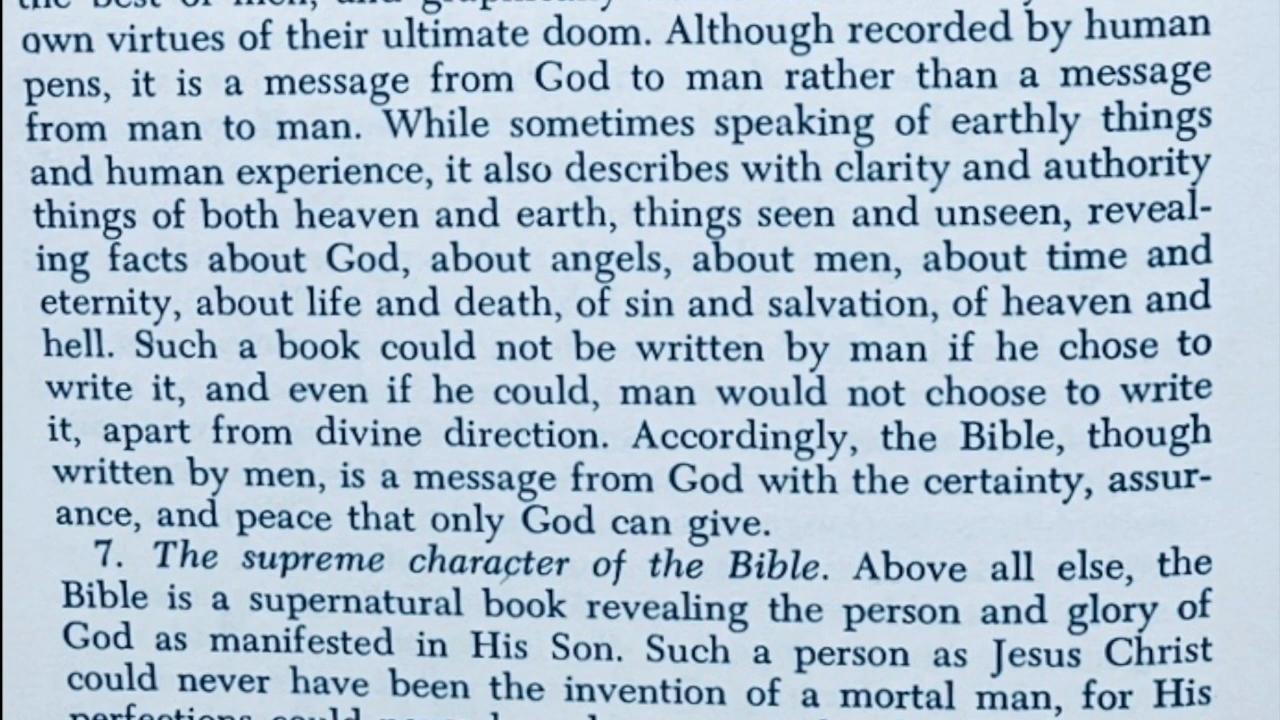 the best of men, and
own virtues of their ultimate doom. Although recorded by human
pens, it is a message from God to man rather than a message
from man to man. While sometimes speaking of earthly things
and human experience, it also describes with clarity and authority
things of both heaven and earth, things seen and unseen, reveal-
ing facts about God, about angels, about men, about time and
eternity, about life and death, of sin and salvation, of heaven and
hell. Such a book could not be written by man if he chose to
write it, and even if he could, man would not choose to write
it, apart from divine direction. Accordingly, the Bible, though
written by men, is a message from God with the certainty, assur-
ance, and peace that only God can give.
7. The supreme character of the Bible. Above all else, the
Bible is a supernatural book revealing the person and glory of
God as manifested in His Son. Such a person as Jesus Christ
could never have been the invention of a mortal man, for His
perfections could